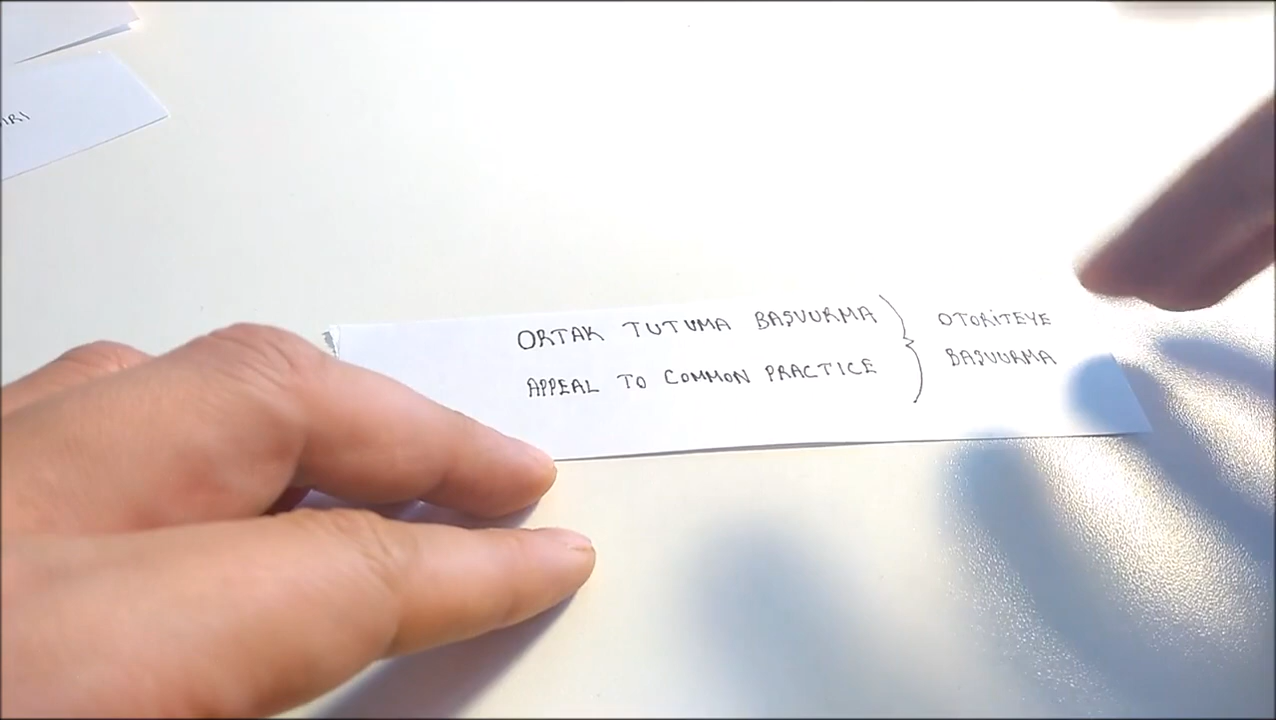 ORTAK TUTUMA BAŞVURMA
APPEAL TO COMMON PRACTICE
OTORİTEYE
BAŞVURMA